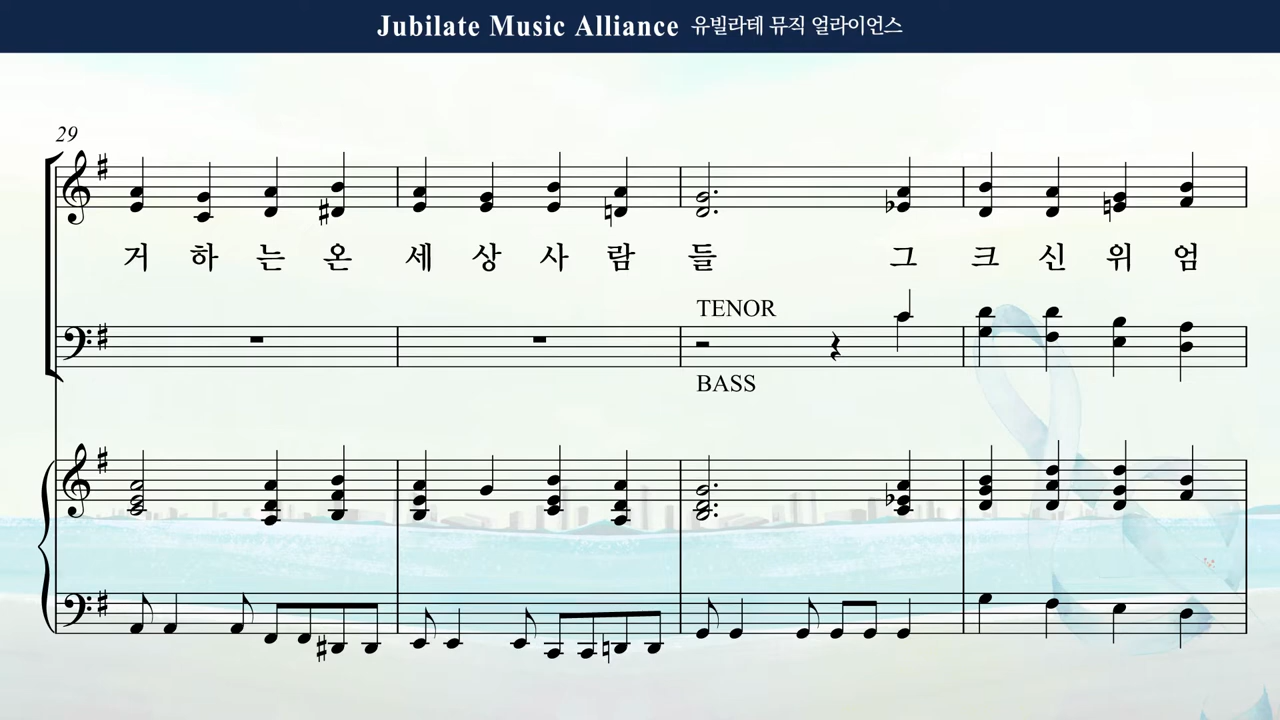 Jubilate Music Alliance 유빌라테 뮤직 얼라이언스
29
거 하 는 온 세 상 사 람 들 그 크 신 위 엄
TENOR
BASS